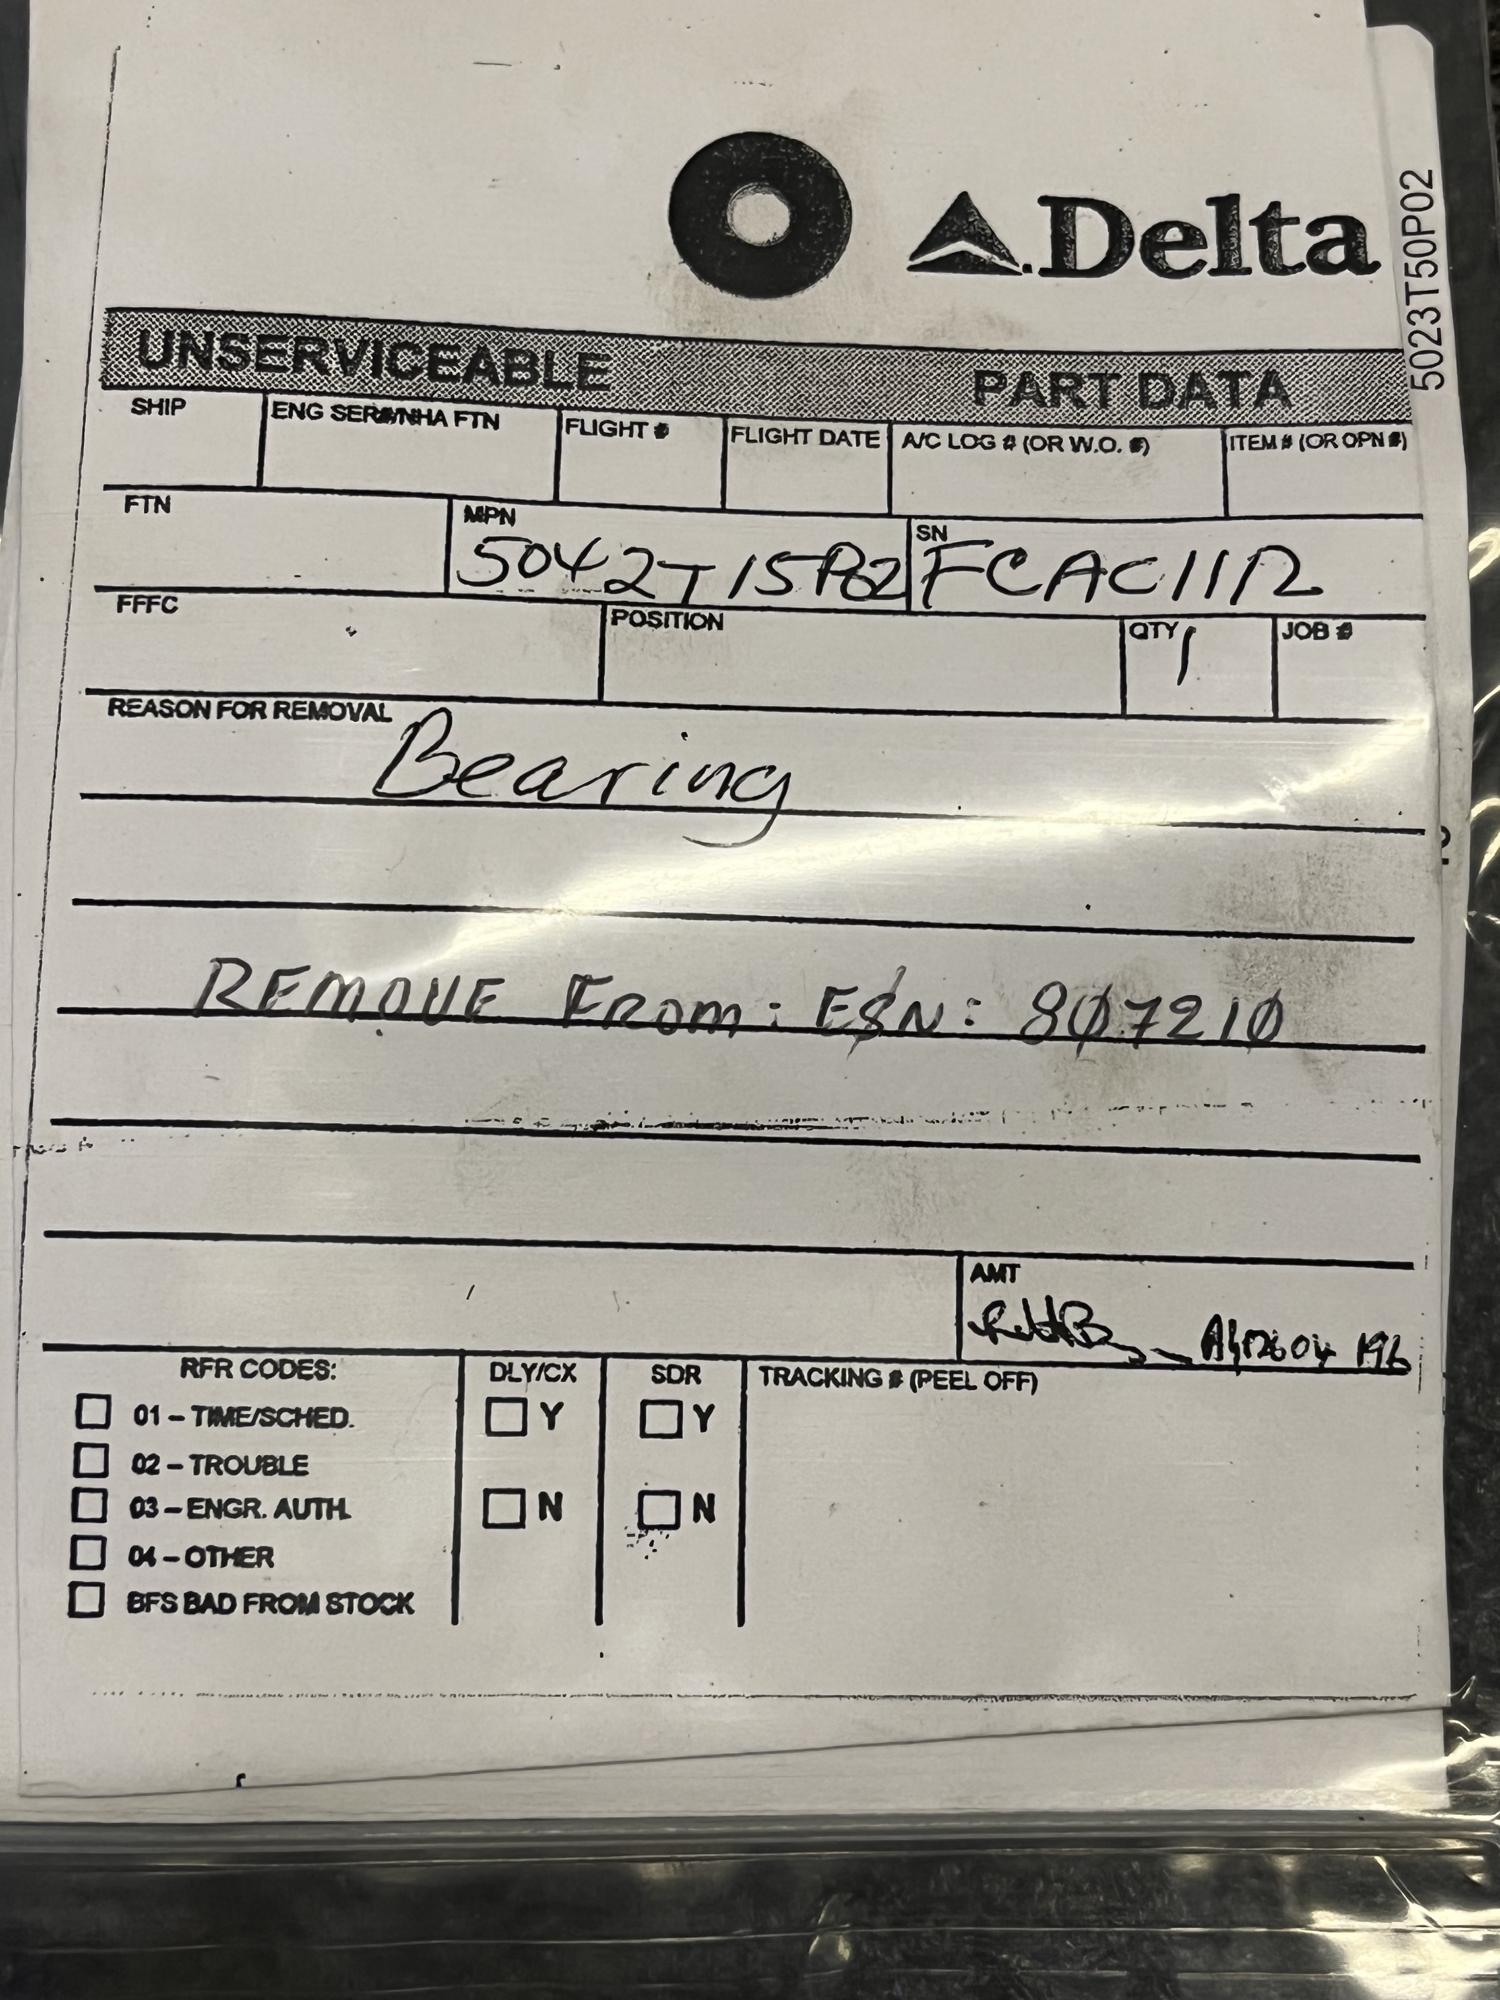 Delta
5023T50P02
UNSERVICEABLE PART DATA
SHIP ENG SER#/NHA FTN FLIGHT # FLIGHT DATE A/C LOG # (OR W.O. #) ITEM # (OR OPN #)
FTN MPN SN
5042T15P02 FCAC11R
FFFC POSITION QTY 1 JOB #
REASON FOR REMOVAL
Bearing
REMOVE FROM: ESN: 807210
AMT
RFR CODES: DLY/CX SDR TRACKING # (PEEL OFF)
01 – TIME/SCHED. Y Y
02 – TROUBLE
03 – ENGR. AUTH. N N
04 – OTHER
BFS BAD FROM STOCK